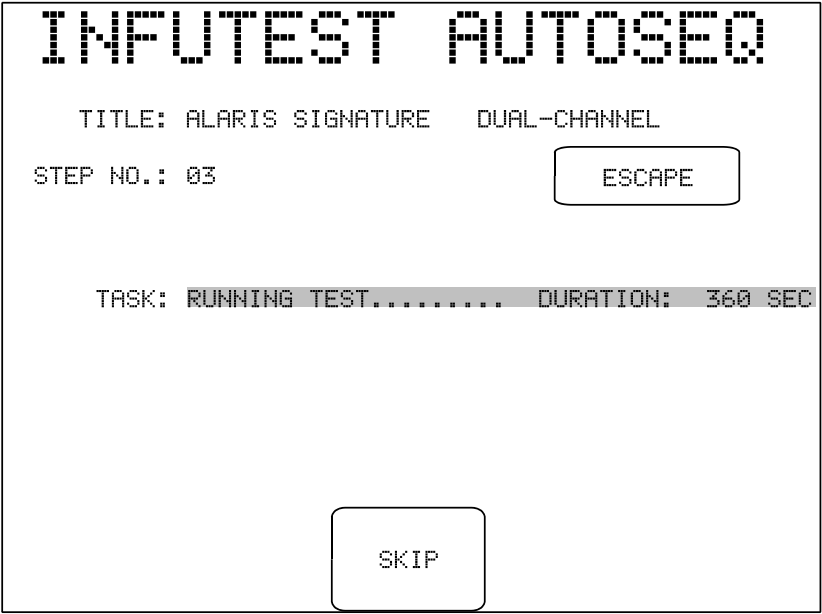 INFUTEST AUTOSEQ
TITLE: ALARIS SIGNATURE DUAL-CHANNEL
STEP NO.: 03
ESCAPE
TASK: RUNNING TEST......... DURATION: 360 SEC
SKIP